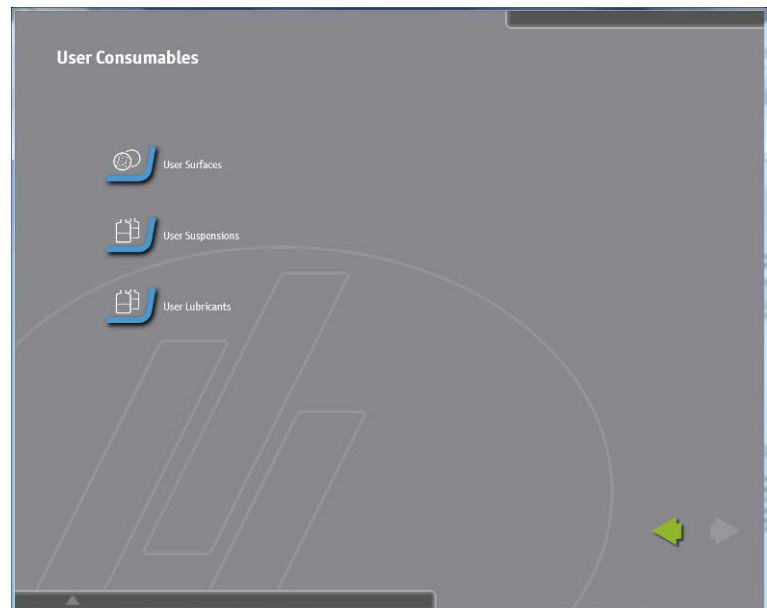 User Consumables
User Surfaces
User Suspensions
User Lubricants